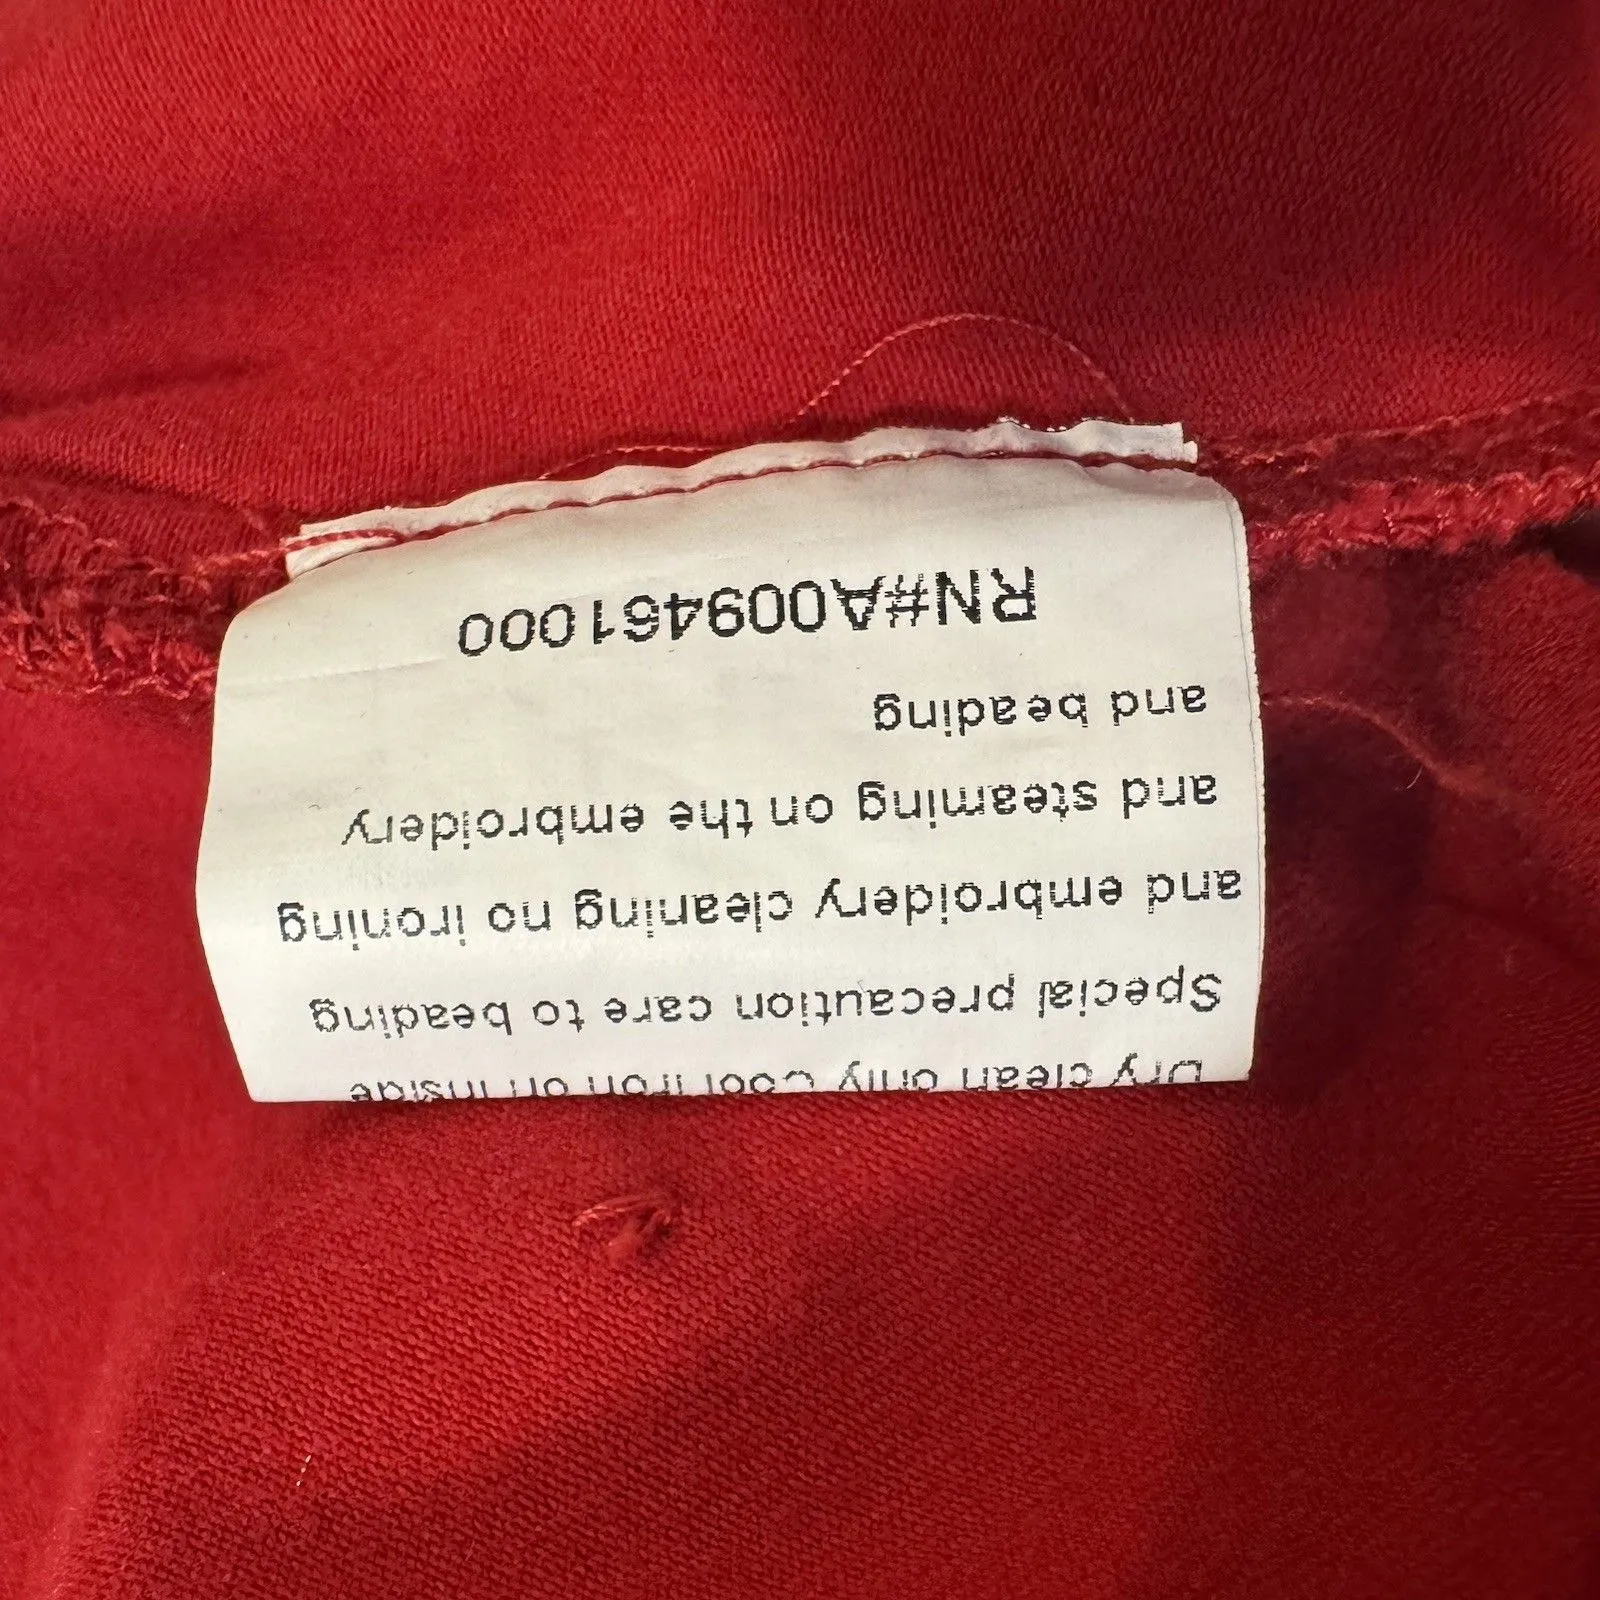 Dry clean only Cool iron on inside
Special precaution care to beading
and embroidery cleaning no ironing
and steaming on the embroidery
and beading
RN#A009461000